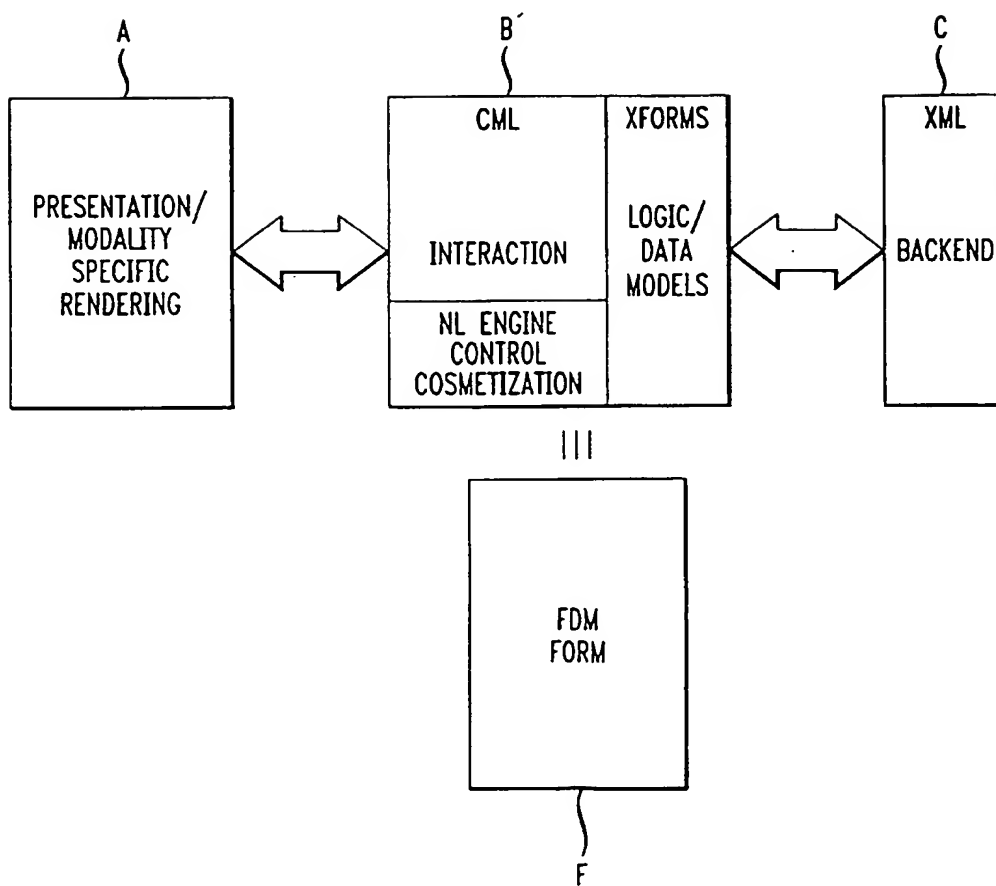 A
B´
C
PRESENTATION/
MODALITY
SPECIFIC
RENDERING
CML
INTERACTION
NL ENGINE
CONTROL
COSMETIZATION
XFORMS
LOGIC/
DATA
MODELS
XML
BACKEND
FDM
FORM
F